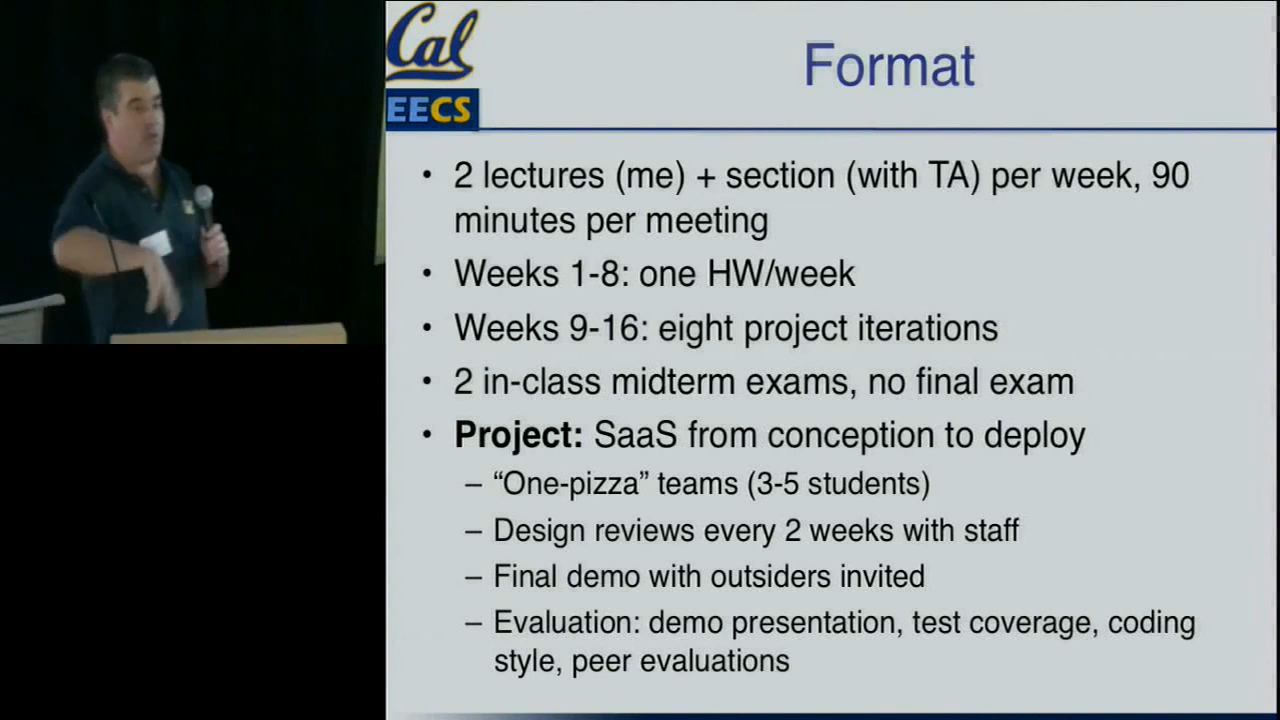 Cal
EECS
Format
• 2 lectures (me) + section (with TA) per week, 90
minutes per meeting
• Weeks 1-8: one HW/week
• Weeks 9-16: eight project iterations
• 2 in-class midterm exams, no final exam
• Project: SaaS from conception to deploy
– “One-pizza” teams (3-5 students)
– Design reviews every 2 weeks with staff
– Final demo with outsiders invited
– Evaluation: demo presentation, test coverage, coding
style, peer evaluations